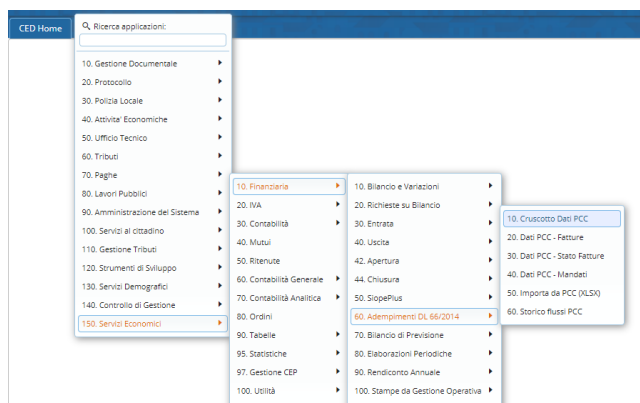 CED Home
Ricerca applicazioni:
10. Gestione Documentale
20. Protocollo
30. Polizia Locale
40. Attivita' Economiche
50. Ufficio Tecnico
60. Tributi
70. Paghe
80. Lavori Pubblici
90. Amministrazione del Sistema
100. Servizi al cittadino
110. Gestione Tributi
120. Strumenti di Sviluppo
130. Servizi Demografici
140. Controllo di Gestione
150. Servizi Economici
10. Finanziaria
20. IVA
30. Contabilità
40. Mutui
50. Ritenute
60. Contabilità Generale
70. Contabilità Analitica
80. Ordini
90. Tabelle
95. Statistiche
97. Gestione CEP
100. Utilità
10. Bilancio e Variazioni
20. Richieste su Bilancio
30. Entrata
40. Uscita
42. Apertura
44. Chiusura
50. SiopePlus
60. Adempimenti DL 66/2014
70. Bilancio di Previsione
80. Elaborazioni Periodiche
90. Rendiconto Annuale
100. Stampe da Gestione Operativa
10. Cruscotto Dati PCC
20. Dati PCC - Fatture
30. Dati PCC - Stato Fatture
40. Dati PCC - Mandati
50. Importa da PCC (XLSX)
60. Storico flussi PCC